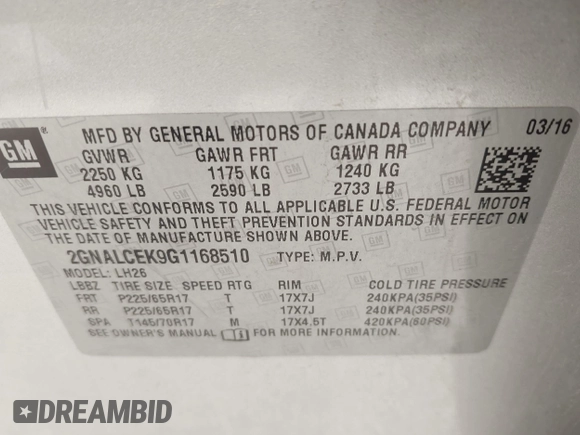 GM
MFD BY GENERAL MOTORS OF CANADA COMPANY 03/16
GVWR GAWR FRT GAWR RR
2250 KG 1175 KG 1240 KG
4960 LB 2590 LB 2733 LB
THIS VEHICLE CONFORMS TO ALL APPLICABLE U.S. FEDERAL MOTOR
VEHICLE SAFETY AND THEFT PREVENTION STANDARDS IN EFFECT ON
THE DATE OF MANUFACTURE SHOWN ABOVE.
2GNALCEK9G1168510 TYPE: M.P.V.
MODEL: LH26
LBBZ TIRE SIZE SPEED RTG RIM COLD TIRE PRESSURE
FRT P225/65R17 T 17X7J 240KPA(35PSI)
RR P225/65R17 T 17X7J 240KPA(35PSI)
SPA T145/70R17 M 17X4.5T 420KPA(60PSI)
SEE OWNER'S MANUAL FOR MORE INFORMATION.
DREAMBID